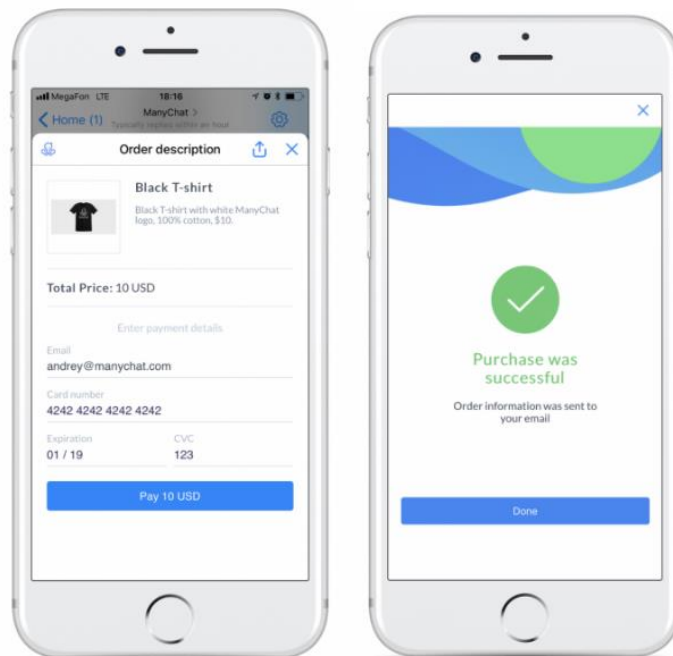 MegaFon LTE 18:16
Home (1)
ManyChat
Typically replies within an hour
Order description
Black T-shirt
Black T-shirt with white ManyChat
logo, 100% cotton, $10.
Total Price: 10 USD
Enter payment details
Email
andrey@manychat.com
Card number
4242 4242 4242 4242
Expiration CVC
01 / 19 123
Pay 10 USD
Purchase was
successful
Order information was sent to
your email
Done